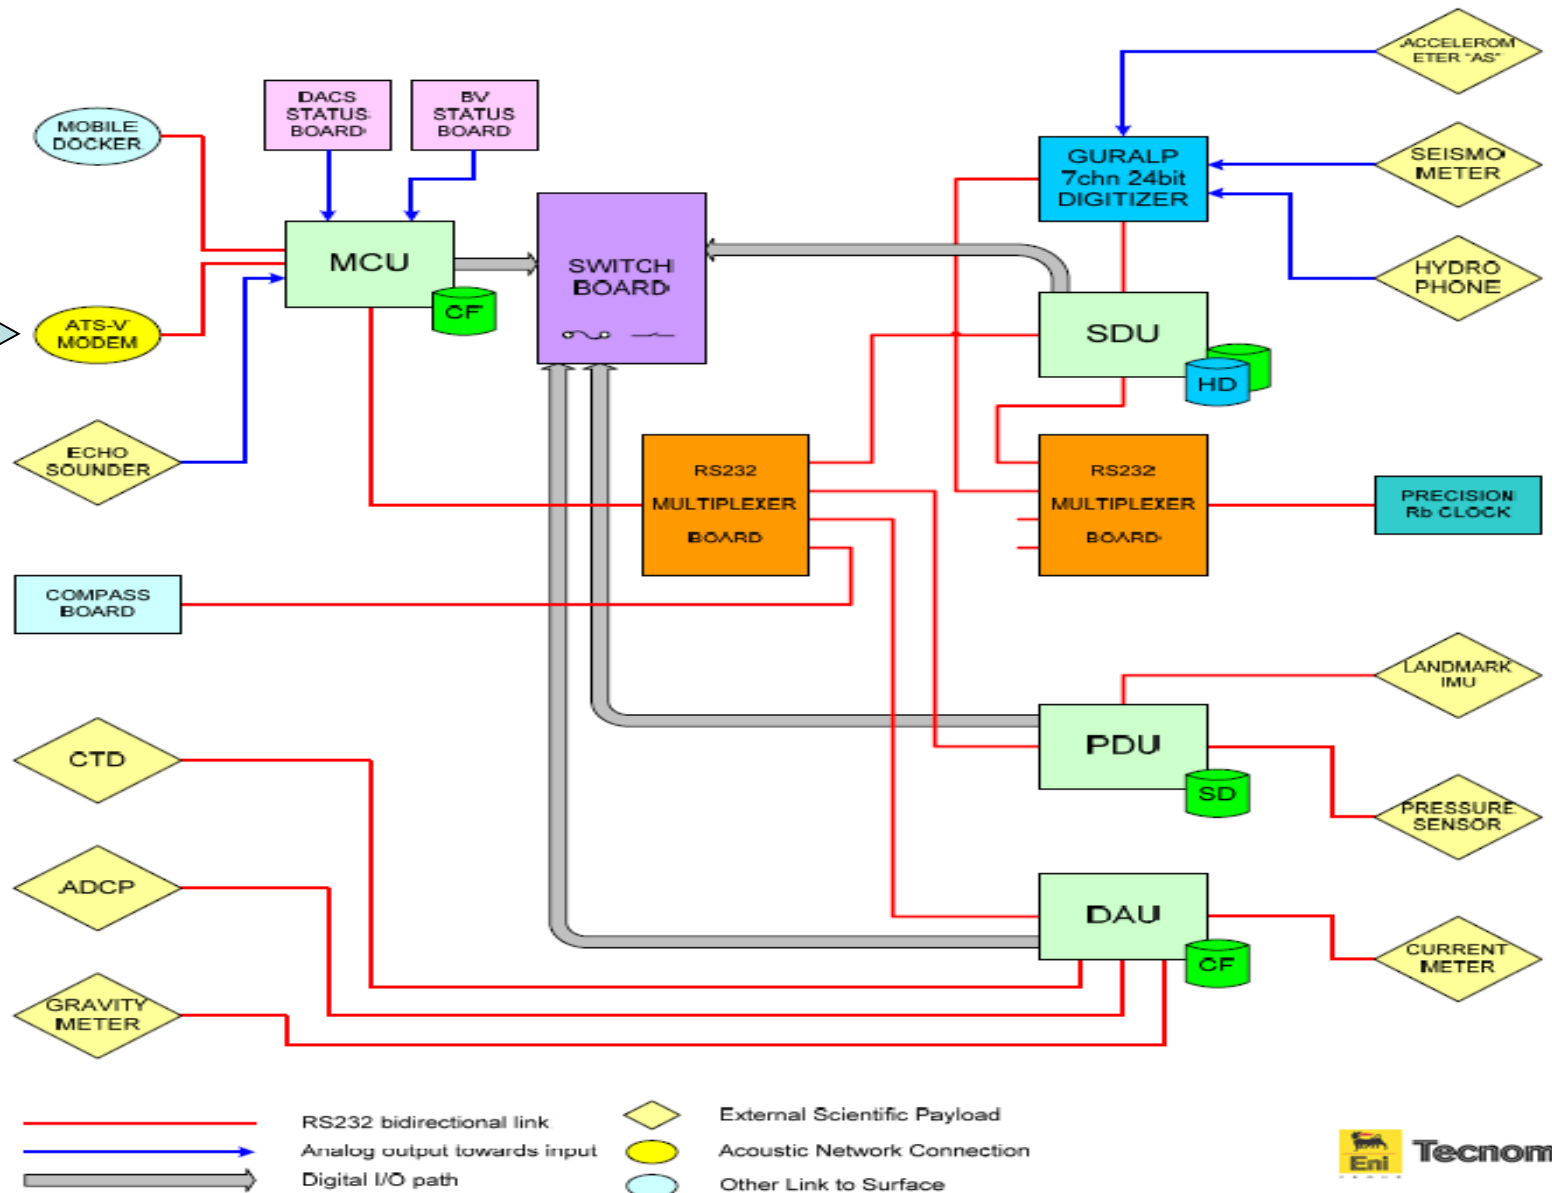 ACCELEROM
ETER "AS"
DACS
STATUS
BOARD
BV
STATUS
BOARD
MOBILE
DOCKER
GURALP
7chn 24bit
DIGITIZER
SEISMO
METER
MCU
CF
SWITCH
BOARD
HYDRO
PHONE
ATS-V
MODEM
SDU
HD
ECHO
SOUNDER
RS232
MULTIPLEXER
BOARD
RS232
MULTIPLEXER
BOARD
PRECISION
Rb CLOCK
COMPASS
BOARD
LANDMARK
IMU
PDU
SD
CTD
PRESSURE
SENSOR
ADCP
DAU
CF
CURRENT
METER
GRAVITY
METER
RS232 bidirectional link
Analog output towards input
Digital I/O path
External Scientific Payload
Acoustic Network Connection
Other Link to Surface
Eni
Tecnom